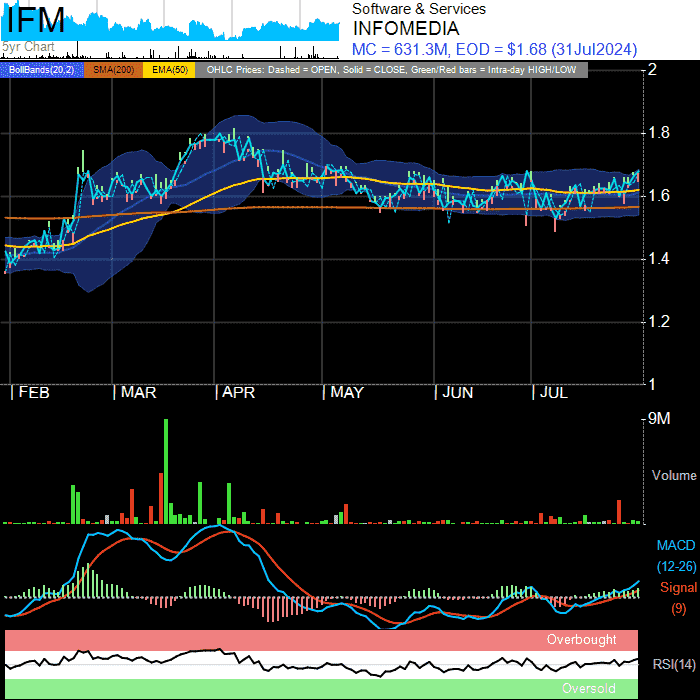 IFM
5yr Chart
Software & Services
INFOMEDIA
MC = 631.3M, EOD = $1.68 (31Jul2024)
BollBands(20,2) SMA(200) EMA(50) OHLC Prices: Dashed = OPEN, Solid = CLOSE, Green/Red bars = Intra-day HIGH/LOW
2
1.8
1.6
1.4
1.2
1
FEB MAR APR MAY JUN JUL
9M
Volume
MACD
(12-26)
Signal
(9)
Overbought
RSI(14)
Oversold